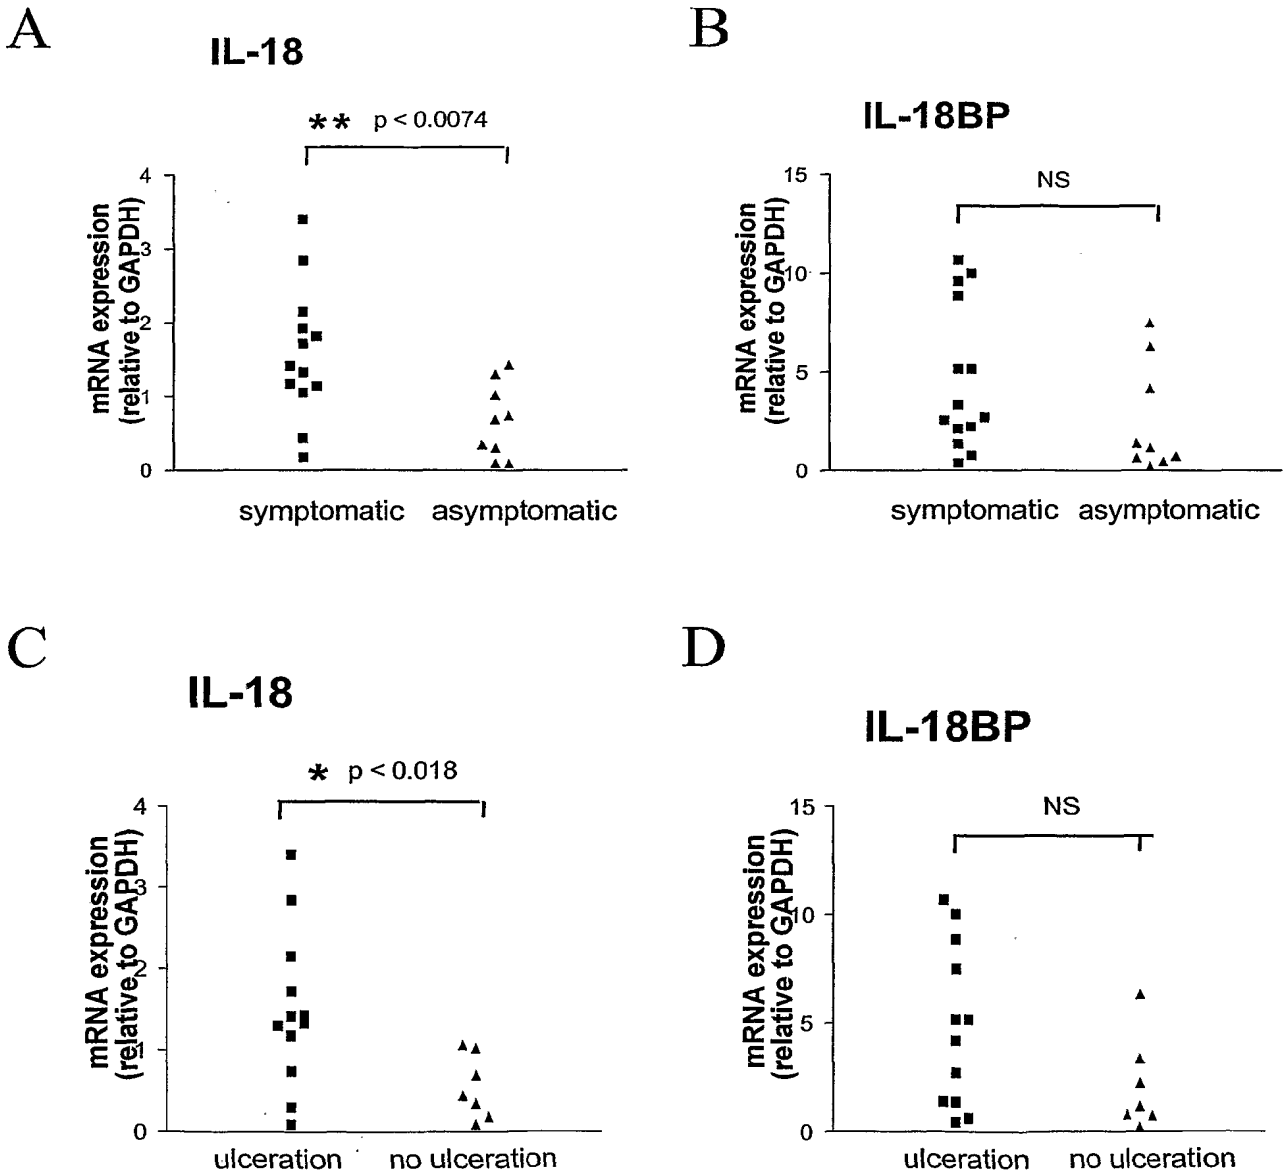 A
IL-18
** p < 0.0074
mRNA expression
(relative to GAPDH)
4
3
2
1
0
symptomatic asymptomatic
B
IL-18BP
NS
mRNA expression
(relative to GAPDH)
15
10
5
0
symptomatic asymptomatic
C
IL-18
* p < 0.018
mRNA expression
(relative to GAPDH)
4
3
2
1
0
ulceration no ulceration
D
IL-18BP
NS
mRNA expression
(relative to GAPDH)
15
10
5
0
ulceration no ulceration